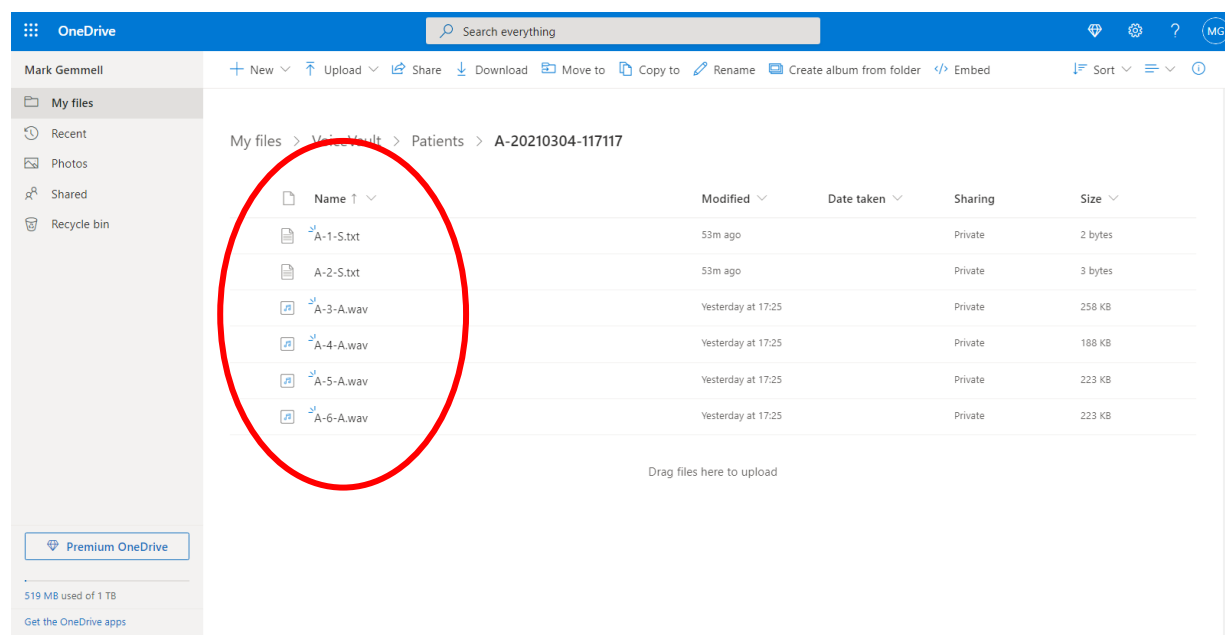 OneDrive
Search everything
?
MG
Mark Gemmell
My files
Recent
Photos
Shared
Recycle bin
Premium OneDrive
519 MB used of 1 TB
Get the OneDrive apps
+ New Upload Share Download Move to Copy to Rename Create album from folder </> Embed Sort
My files > VoiceVault > Patients > A-20210304-117117
Name ↑ Modified Date taken Sharing Size
A-1-S.txt 53m ago Private 2 bytes
A-2-S.txt 53m ago Private 3 bytes
A-3-A.wav Yesterday at 17:25 Private 258 KB
A-4-A.wav Yesterday at 17:25 Private 188 KB
A-5-A.wav Yesterday at 17:25 Private 223 KB
A-6-A.wav Yesterday at 17:25 Private 223 KB
Drag files here to upload